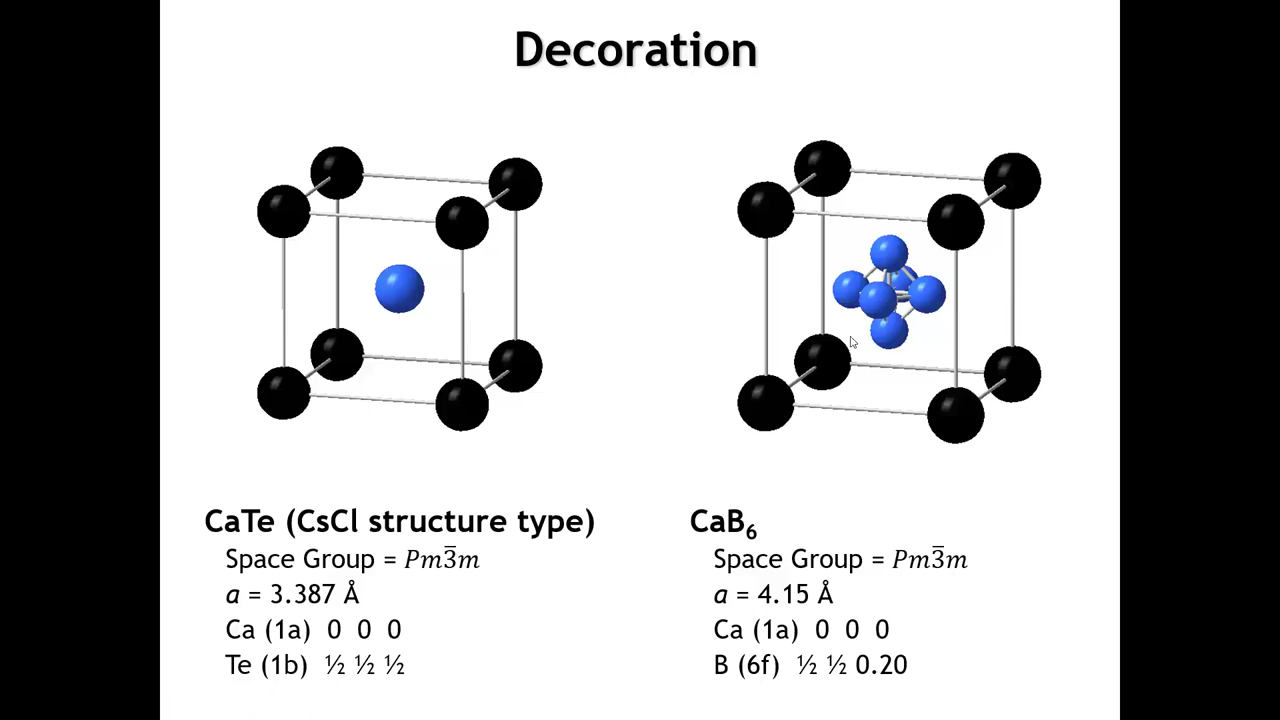 Decoration
CaTe (CsCl structure type)
Space Group = Pm3̅m
a = 3.387 Å
Ca (1a) 0 0 0
Te (1b) ½ ½ ½
CaB₆
Space Group = Pm3̅m
a = 4.15 Å
Ca (1a) 0 0 0
B (6f) ½ ½ 0.20